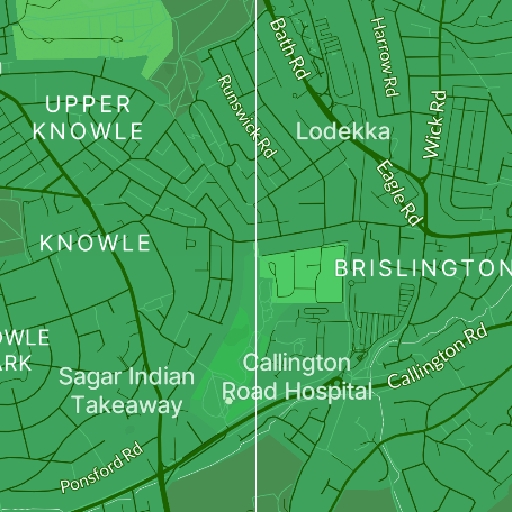 Bath Rd
Harrow Rd
UPPER
KNOWLE
Runswick Rd
Lodekka
Wick Rd
Eagle Rd
KNOWLE
BRISLINGTON
OWLE
ARK
Callington
Road Hospital
Callington Rd
Sagar Indian
Takeaway
Ponsford Rd